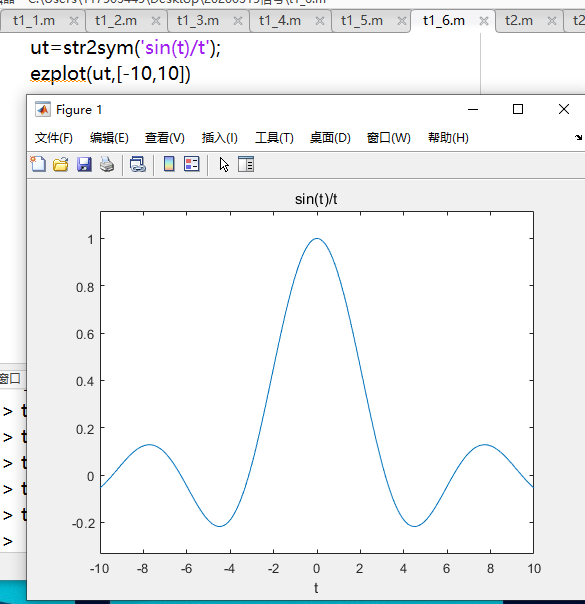 t1_1.m t1_2.m t1_3.m t1_4.m t1_5.m t1_6.m t2.m t2
ut=str2sym('sin(t)/t');
ezplot(ut,[-10,10])
Figure 1
文件(F) 编辑(E) 查看(V) 插入(I) 工具(T) 桌面(D) 窗口(W) 帮助(H)
sin(t)/t
1
0.8
0.6
0.4
0.2
0
-0.2
-10 -8 -6 -4 -2 0 2 4 6 8 10
t
窗口
> t
> t
> t
> t
> t
>